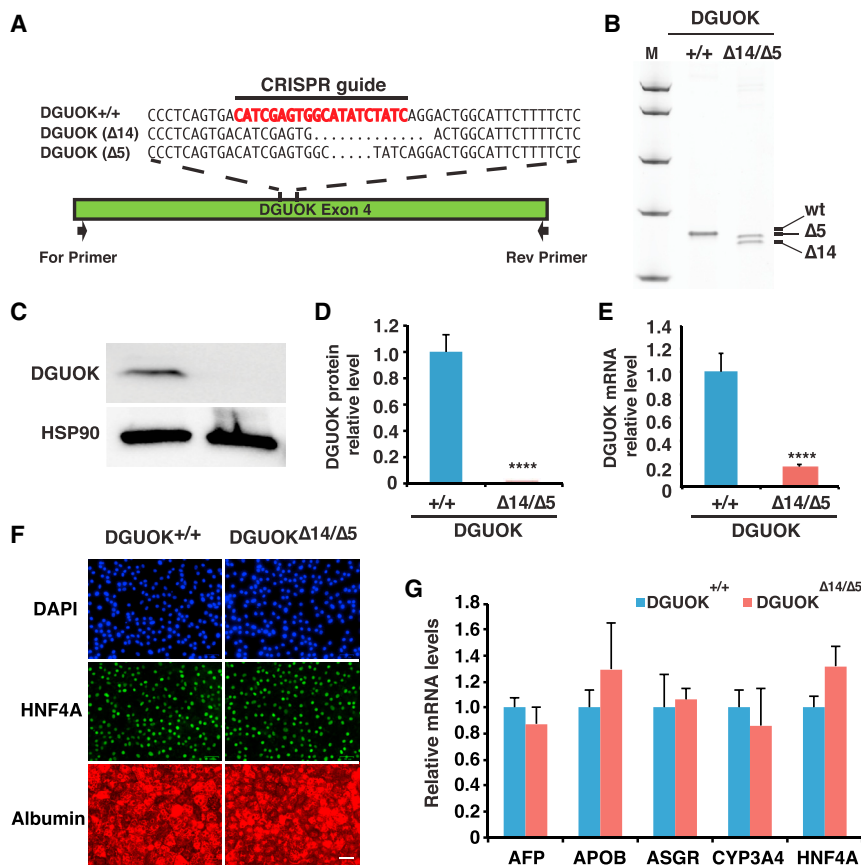 A
CRISPR guide
DGUOK+/+ CCCTCAGTGACATCGAGTGGCATATCTATCAGGACTGGCATTCTTTTCTC
DGUOK (Δ14) CCCTCAGTGACATCGAGTG.............. ACTGGCATTCTTTTCTC
DGUOK (Δ5) CCCTCAGTGACATCGAGTGGC.....TATCAGGACTGGCATTCTTTTCTC
DGUOK Exon 4
For Primer
Rev Primer
B
DGUOK
M +/+ Δ14/Δ5
wt
Δ5
Δ14
C
DGUOK
HSP90
D
DGUOK protein
relative level
1.2
1.0
0.8
0.6
0.4
0.2
0
****
+/+ Δ14/Δ5
DGUOK
E
DGUOK mRNA
relative level
1.4
1.2
1.0
0.8
0.6
0.4
0.2
0
****
+/+ Δ14/Δ5
DGUOK
F
DGUOK+/+ DGUOKΔ14/Δ5
DAPI
HNF4A
Albumin
G
DGUOK+/+ DGUOKΔ14/Δ5
Relative mRNA levels
1.8
1.6
1.4
1.2
1.0
0.8
0.6
0.4
0.2
0
AFP APOB ASGR CYP3A4 HNF4A